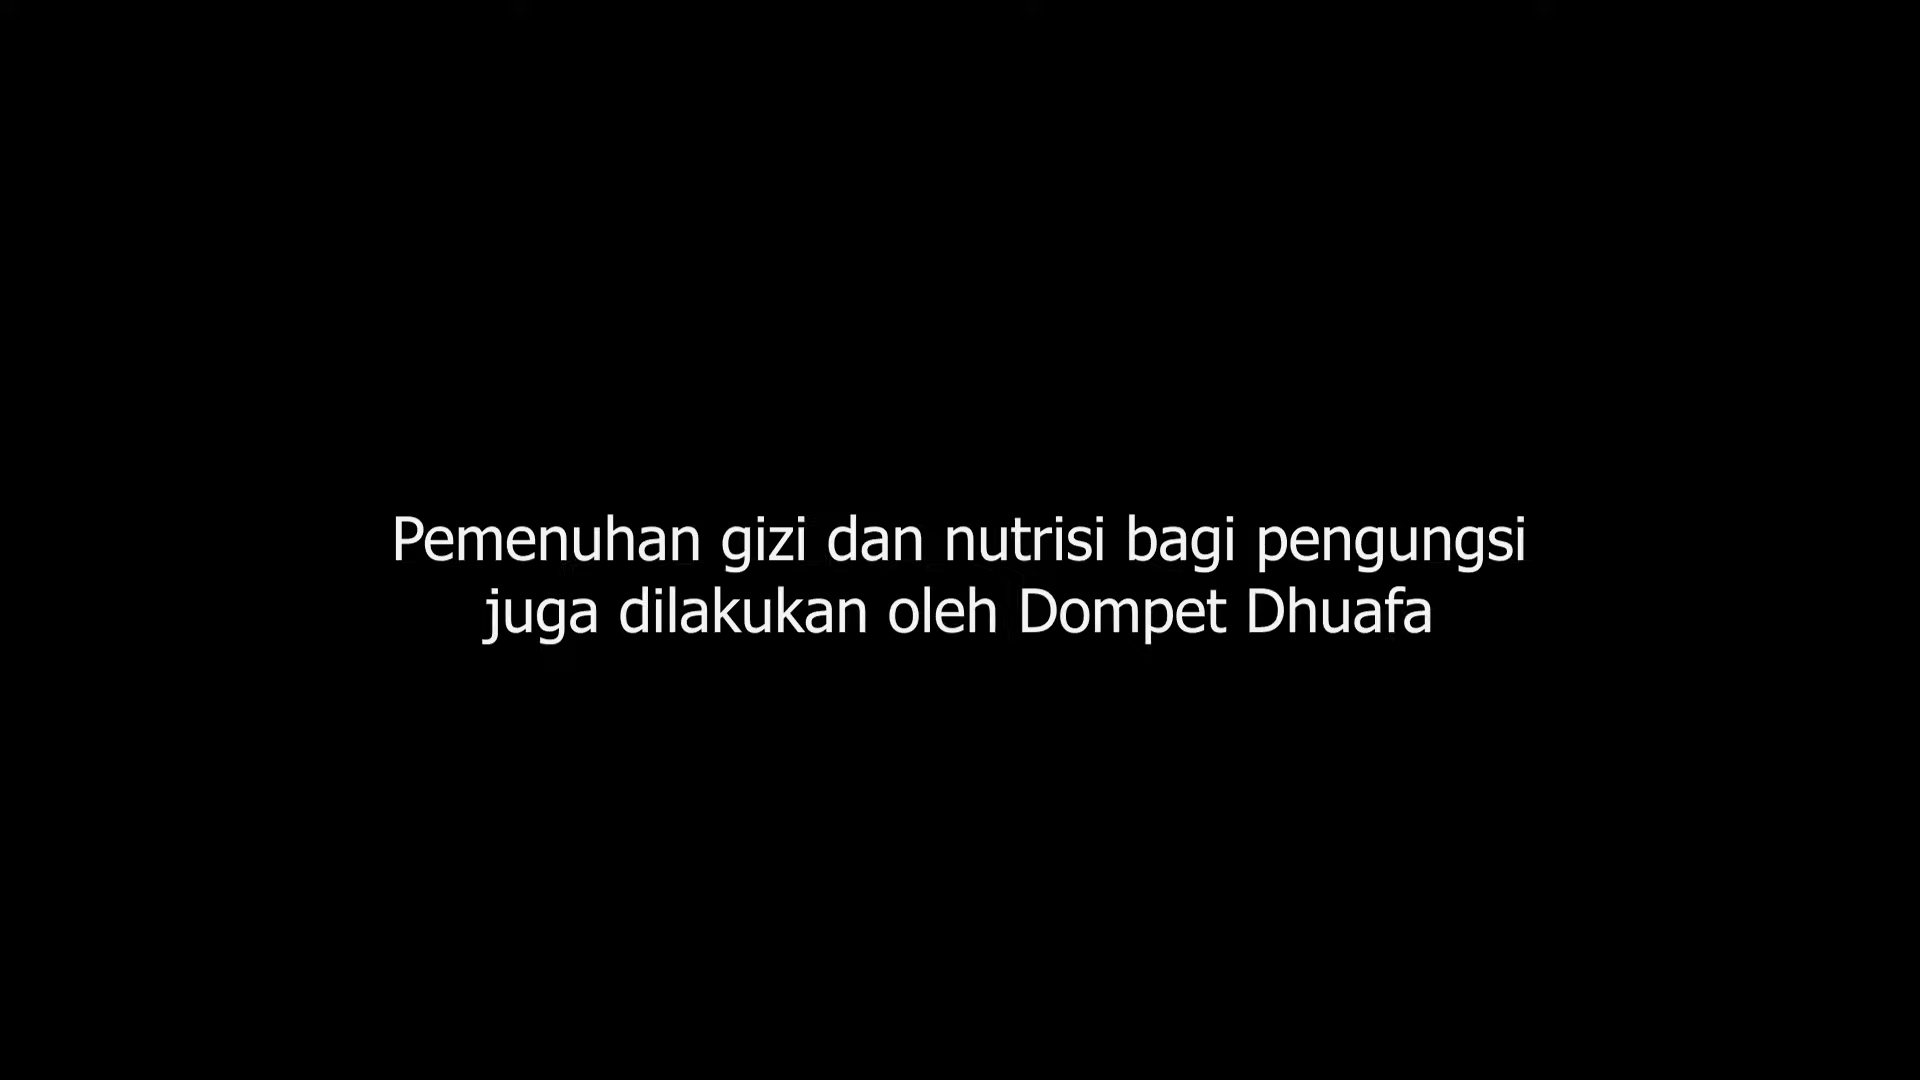 Pemenuhan gizi dan nutrisi bagi pengungsi
juga dilakukan oleh Dompet Dhuafa